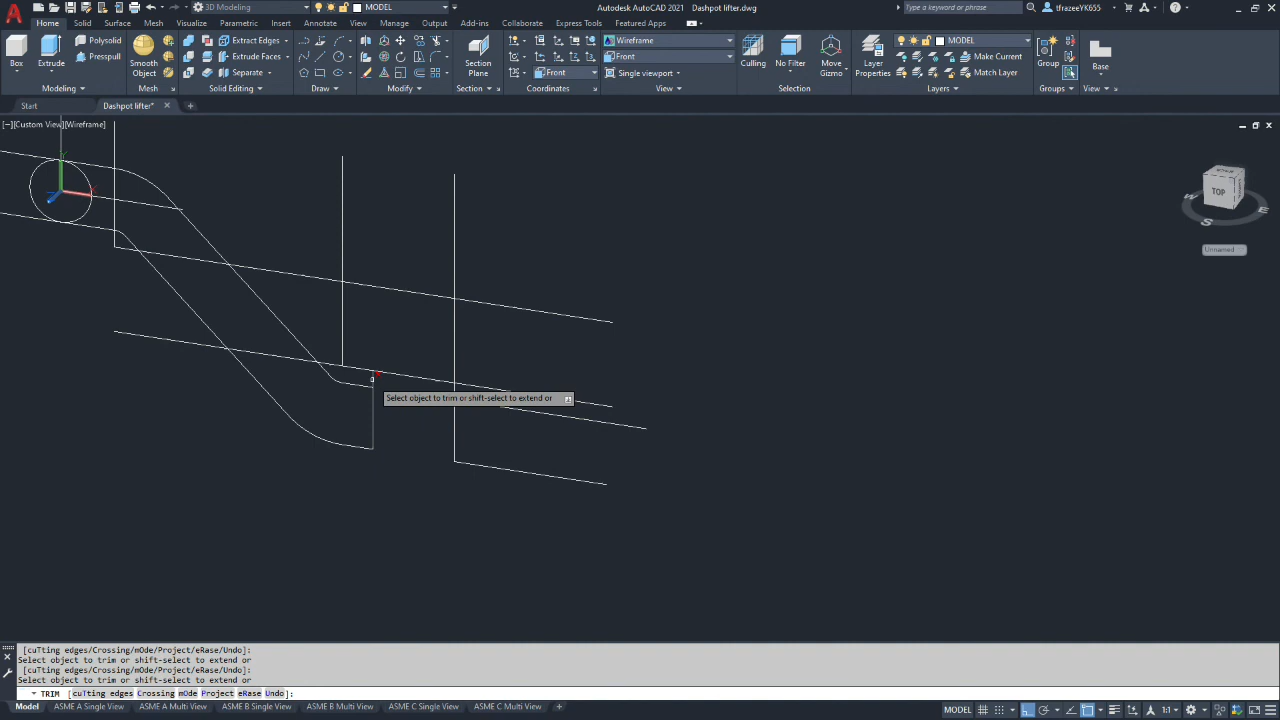 3D Modeling
MODEL
Autodesk AutoCAD 2021 Dashpot lifter.dwg
Type a keyword or phrase
tfrazeeYK655
Home Solid Surface Mesh Visualize Parametric Insert Annotate View Manage Output Add-ins Collaborate Express Tools Featured Apps
Box
Extrude
Polysolid
Presspull
Modeling
Smooth
Object
Mesh
Extract Edges
Extrude Faces
Separate
Solid Editing
Draw
Modify
Section
Plane
Section
Front
Coordinates
Wireframe
Front
Single viewport
View
Culling
No Filter
Move
Gizmo
Selection
Layer
Properties
MODEL
Make Current
Match Layer
Layers
Group
Groups
Base
View
Start
Dashpot lifter*
[−][Custom View][Wireframe]
TOP
W
S
E
Unnamed
Select object to trim or shift-select to extend or
[cuTting edges/Crossing/mOde/Project/eRase/Undo]:
Select object to trim or shift-select to extend or
[cuTting edges/Crossing/mOde/Project/eRase/Undo]:
Select object to trim or shift-select to extend or
TRIM [cuTting edges Crossing mOde Project eRase Undo]:
Model ASME A Single View ASME A Multi View ASME B Single View ASME B Multi View ASME C Single View ASME C Multi View
MODEL
1:1